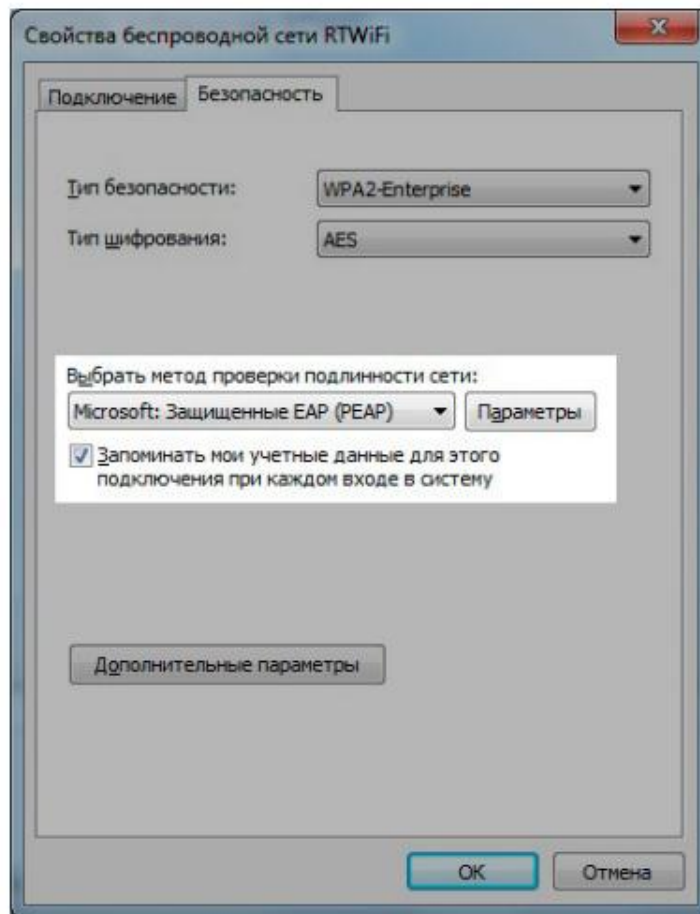 Свойства беспроводной сети RTWiFi
Подключение
Безопасность
Тип безопасности:
WPA2-Enterprise
Тип шифрования:
AES
Выбрать метод проверки подлинности сети:
Microsoft: Защищенные EAP (PEAP)
Параметры
Запоминать мои учетные данные для этого
подключения при каждом входе в систему
Дополнительные параметры
ОК
Отмена